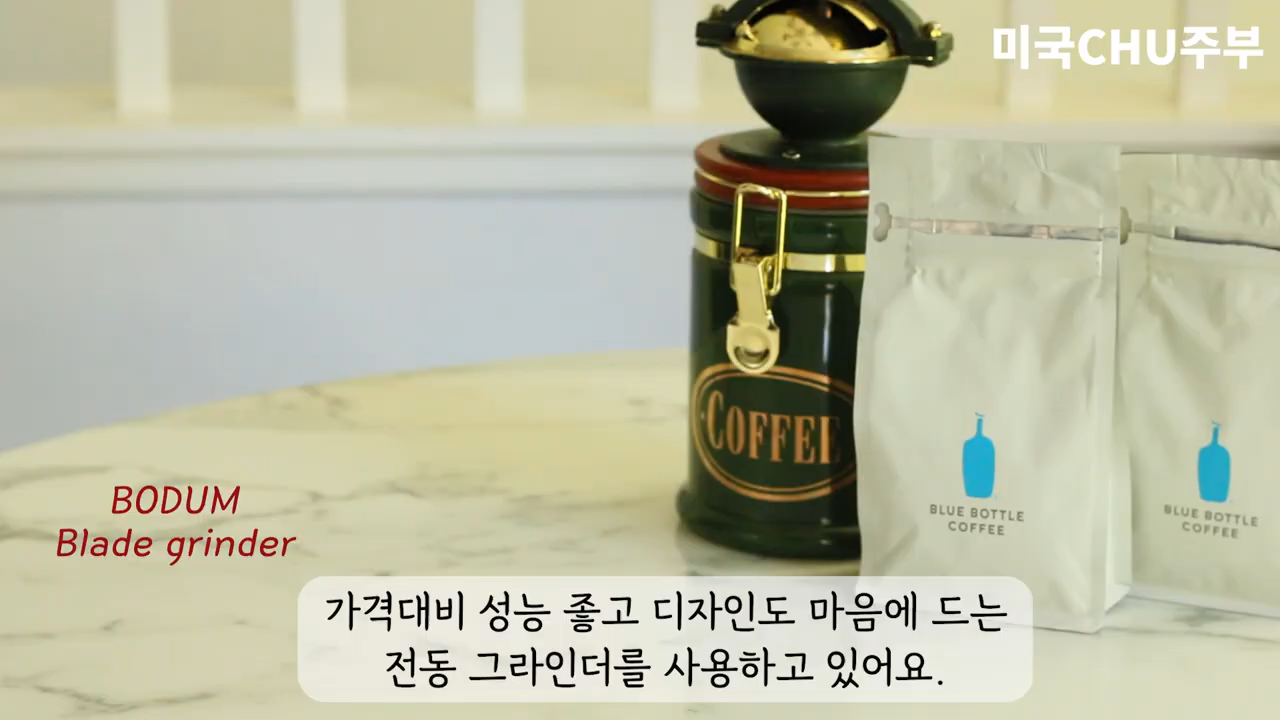 미국CHU주부
COFFEE
BLUE BOTTLE
COFFEE
BLUE BOTTLE
COFFEE
BODUM
Blade grinder
가격대비 성능 좋고 디자인도 마음에 드는
전동 그라인더를 사용하고 있어요.